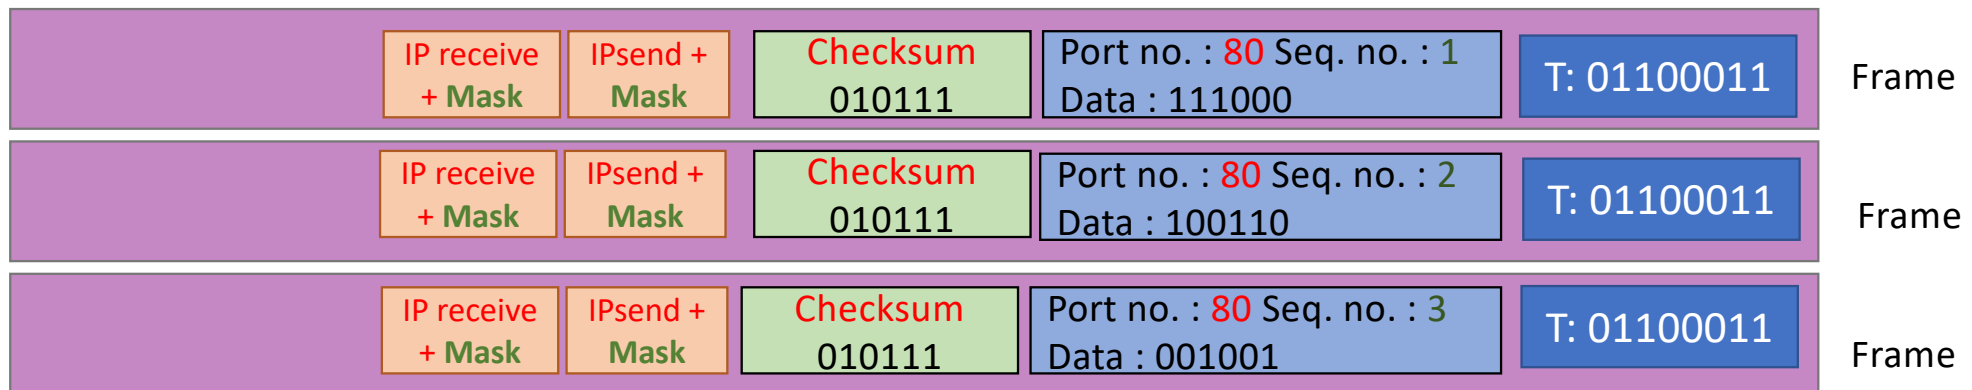 IP receive + Mask
IPsend + Mask
Checksum 010111
Port no. : 80 Seq. no. : 1
Data : 111000
T: 01100011
Frame
IP receive + Mask
IPsend + Mask
Checksum 010111
Port no. : 80 Seq. no. : 2
Data : 100110
T: 01100011
Frame
IP receive + Mask
IPsend + Mask
Checksum 010111
Port no. : 80 Seq. no. : 3
Data : 001001
T: 01100011
Frame